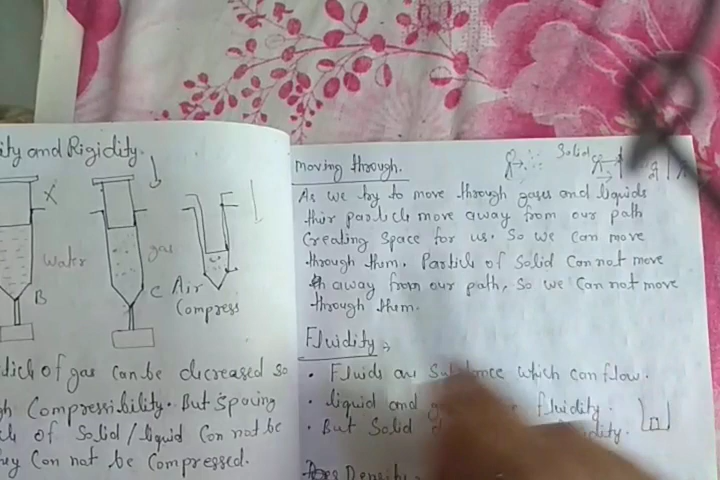 ity and Rigidity.
X
Water
gas
B
C
Air
Compress
of gas can be decreased so
Compressibility. But Spacing
of Solid/liquid Can not be
Can not be Compressed.
Moving through.
Solid
As we try to move through gases and liquids
thir particle move away from our path
Creating Space for us. So we can move
through them. Particle of Solid Can not move
away from our path, So we Can not move
through them.
Fluidity
• Fluids are which can flow.
• liquid and fluidity.
• But Solid
Density